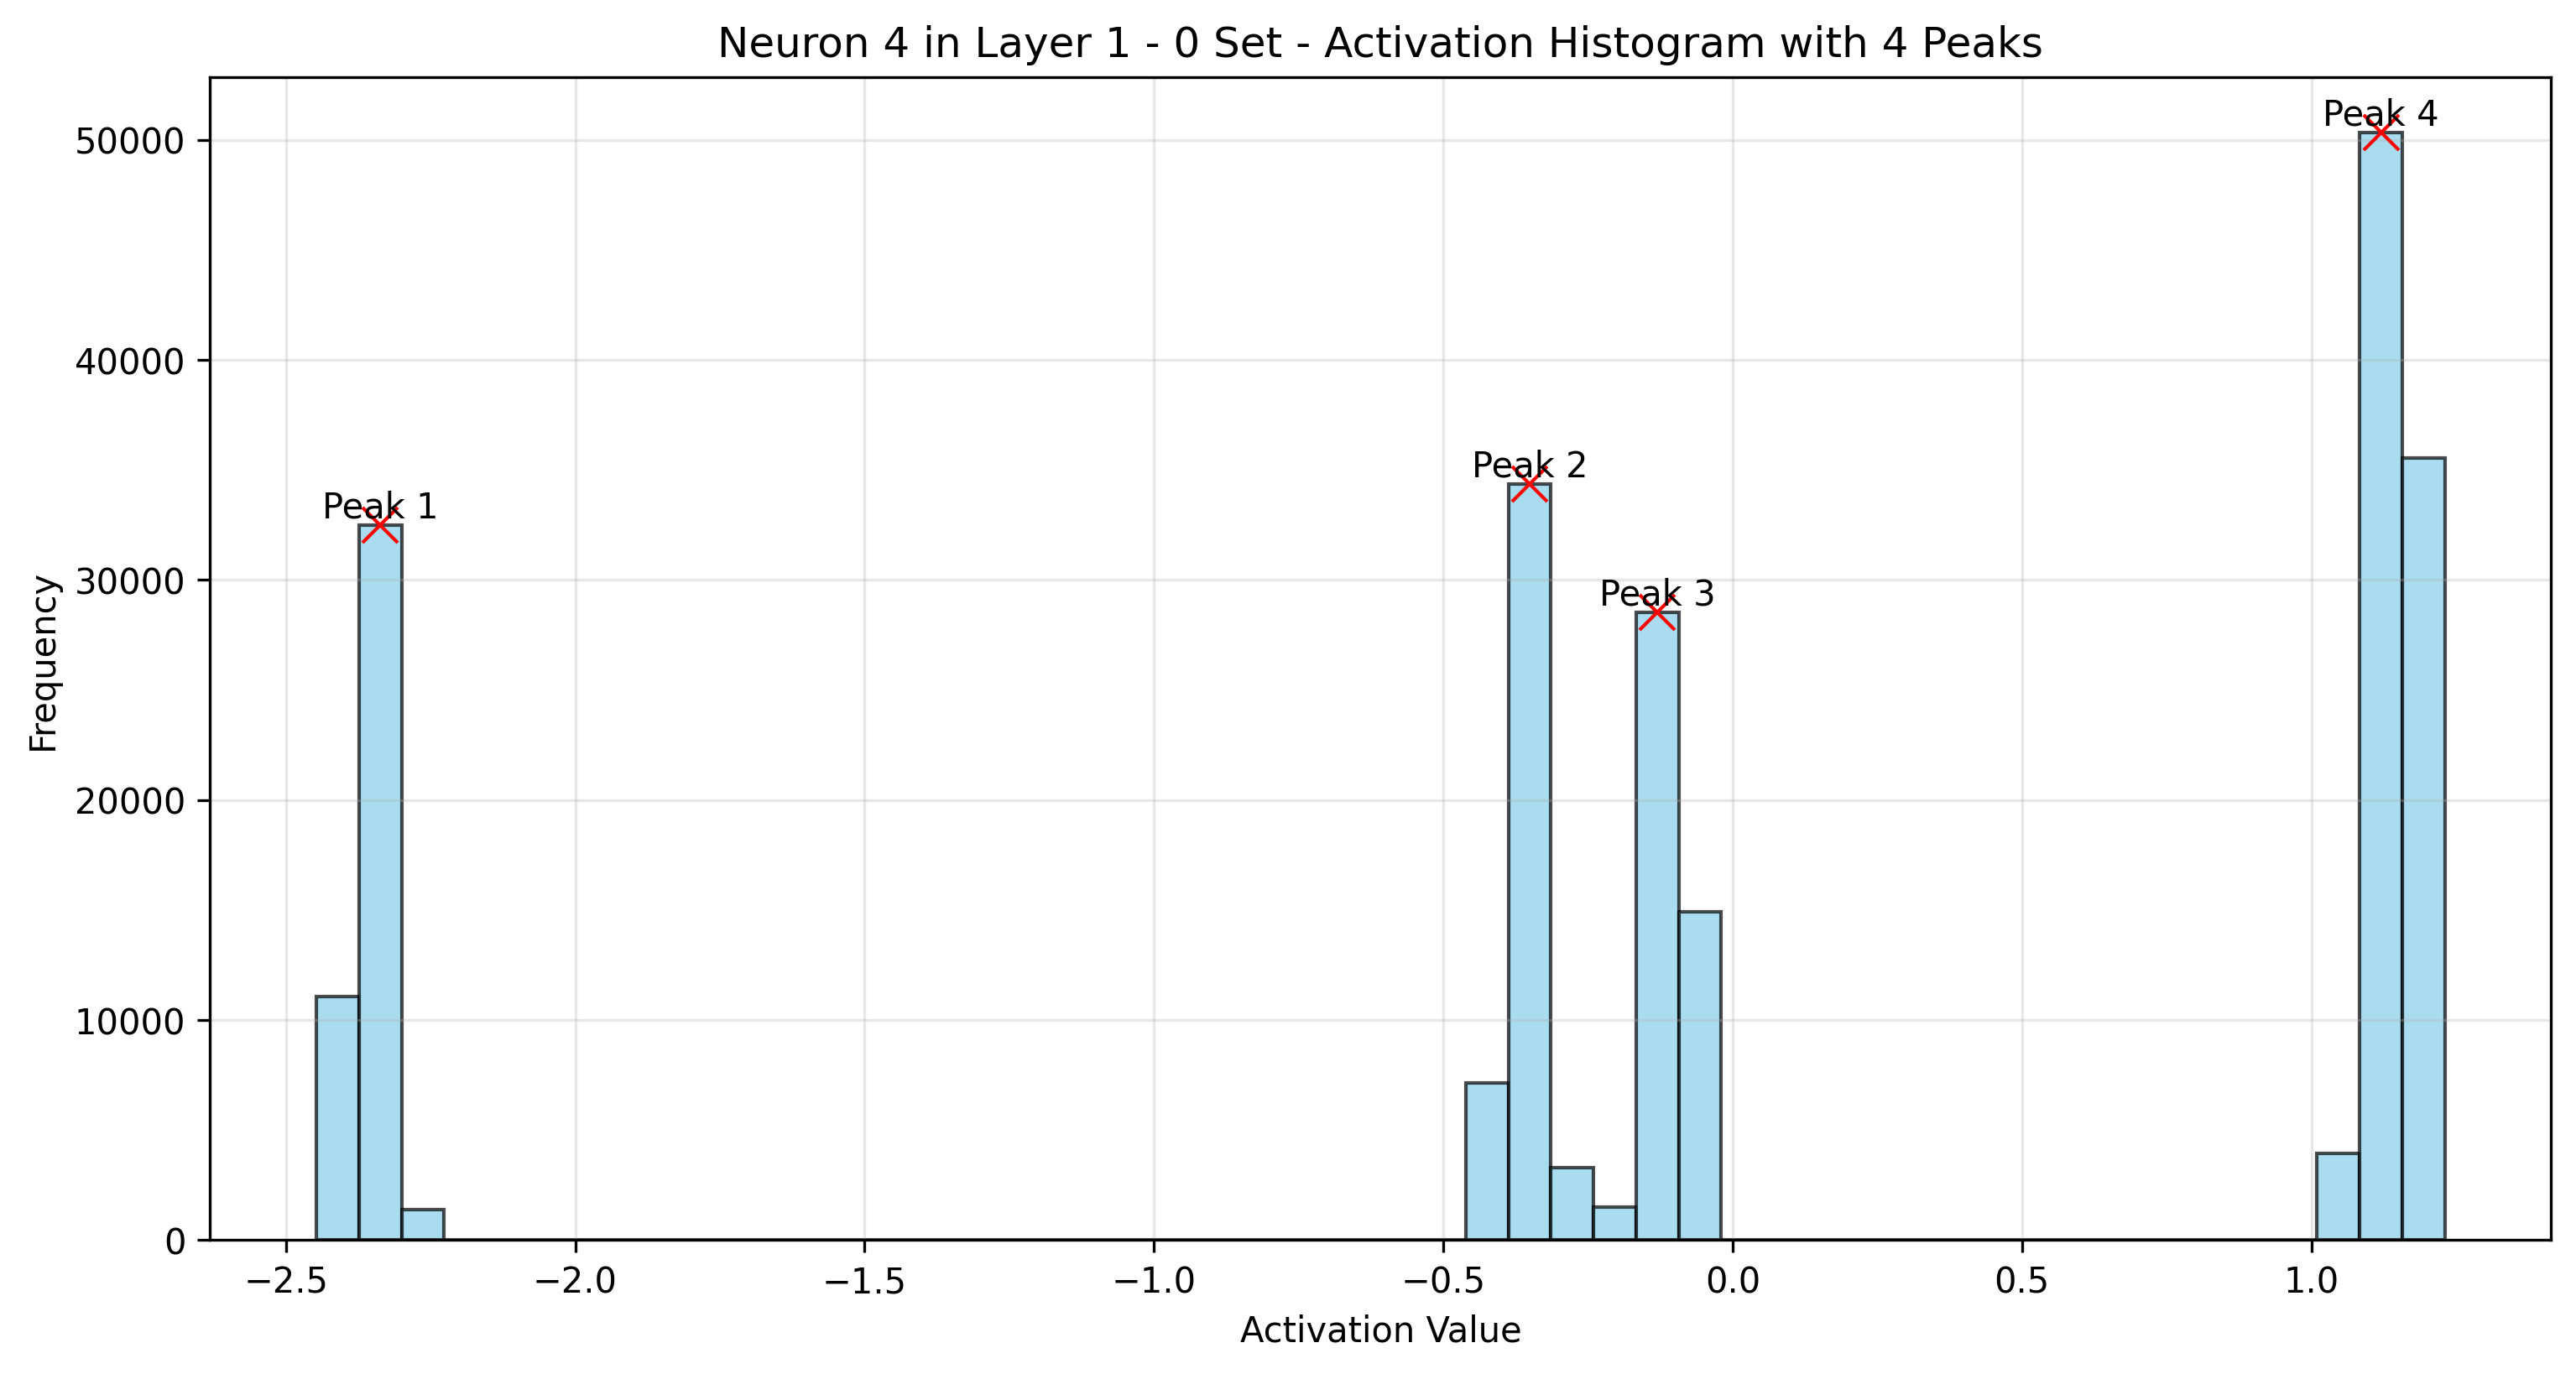 Neuron 4 in Layer 1 - 0 Set - Activation Histogram with 4 Peaks
Peak 4
50000
40000
Peak 2
Peak 1
Peak 3
30000
Frequency
20000
10000
0
−2.5 −2.0 −1.5 −1.0 −0.5 0.0 0.5 1.0
Activation Value